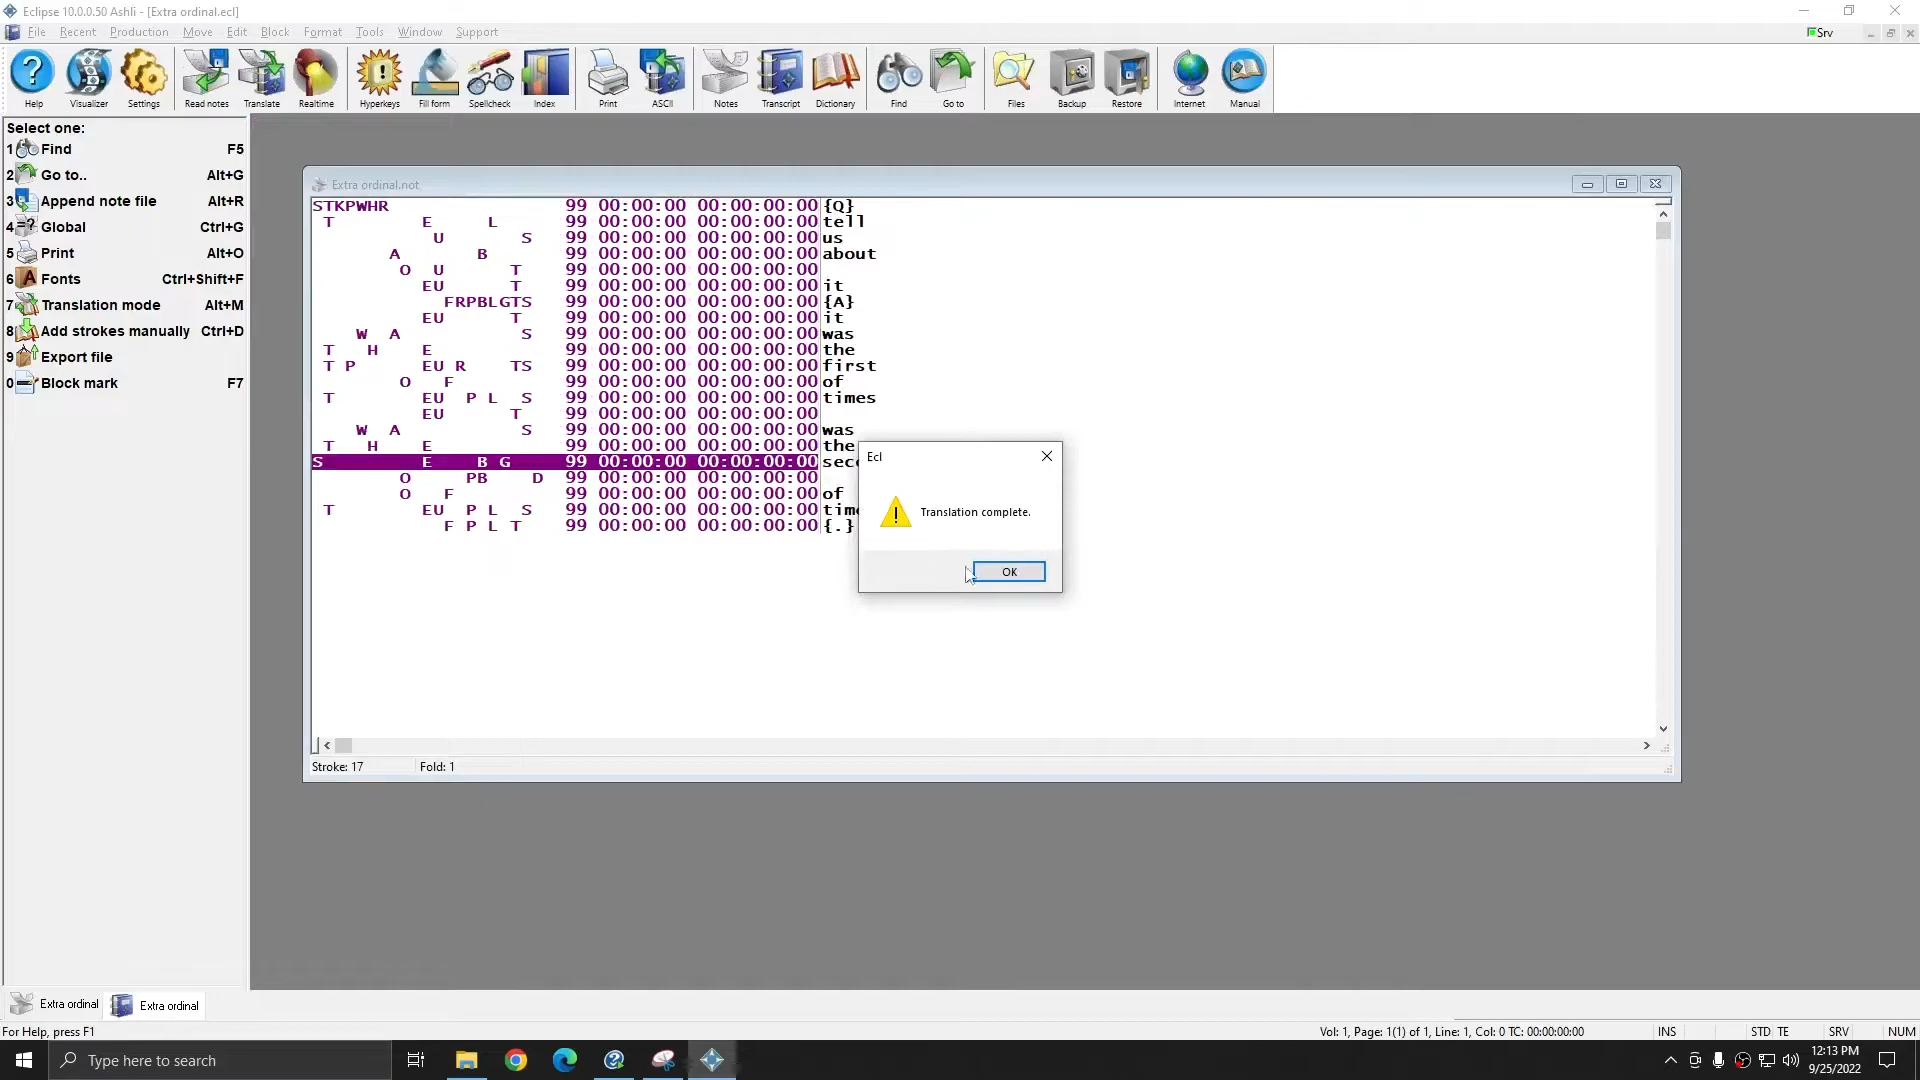 Eclipse 10.0.0.50 Ashli - [Extra ordinal.ecl]
File Recent Production Move Edit Block Format Tools Window Support
Srv
Help Visualizer Settings Read notes Translate Realtime Hyperkeys Fill form Spellcheck Index Print ASCII Notes Transcript Dictionary Find Go to Files Backup Restore Internet Manual
Select one:
1 Find F5
2 Go to.. Alt+G
3 Append note file Alt+R
4 Global Ctrl+G
5 Print Alt+O
6 Fonts Ctrl+Shift+F
7 Translation mode Alt+M
8 Add strokes manually Ctrl+D
9 Export file
0 Block mark F7
Extra ordinal.not
STKPWHR 99 00:00:00 00:00:00:00 {Q}
T E L 99 00:00:00 00:00:00:00 tell
U S 99 00:00:00 00:00:00:00 us
A B 99 00:00:00 00:00:00:00 about
O U T 99 00:00:00 00:00:00:00
EU T 99 00:00:00 00:00:00:00 it
FRPBLGTS 99 00:00:00 00:00:00:00 {A}
EU T 99 00:00:00 00:00:00:00 it
W A S 99 00:00:00 00:00:00:00 was
T H E 99 00:00:00 00:00:00:00 the
T P EU R TS 99 00:00:00 00:00:00:00 first
O F 99 00:00:00 00:00:00:00 of
T EU P L S 99 00:00:00 00:00:00:00 times
EU T 99 00:00:00 00:00:00:00
W A S 99 00:00:00 00:00:00:00 was
T H E 99 00:00:00 00:00:00:00 the
S E B G 99 00:00:00 00:00:00:00
O PB D 99 00:00:00 00:00:00:00
O F 99 00:00:00 00:00:00:00 of
T EU P L S 99 00:00:00 00:00:00:00
F P L T 99 00:00:00 00:00:00:00 {.}
Ecl
Translation complete.
OK
Stroke: 17 Fold: 1
Extra ordinal Extra ordinal
For Help, press F1 Vol: 1, Page: 1(1) of 1, Line: 1, Col: 0 TC: 00:00:00:00 INS STD TE SRV NUM
Type here to search
12:13 PM
9/25/2022